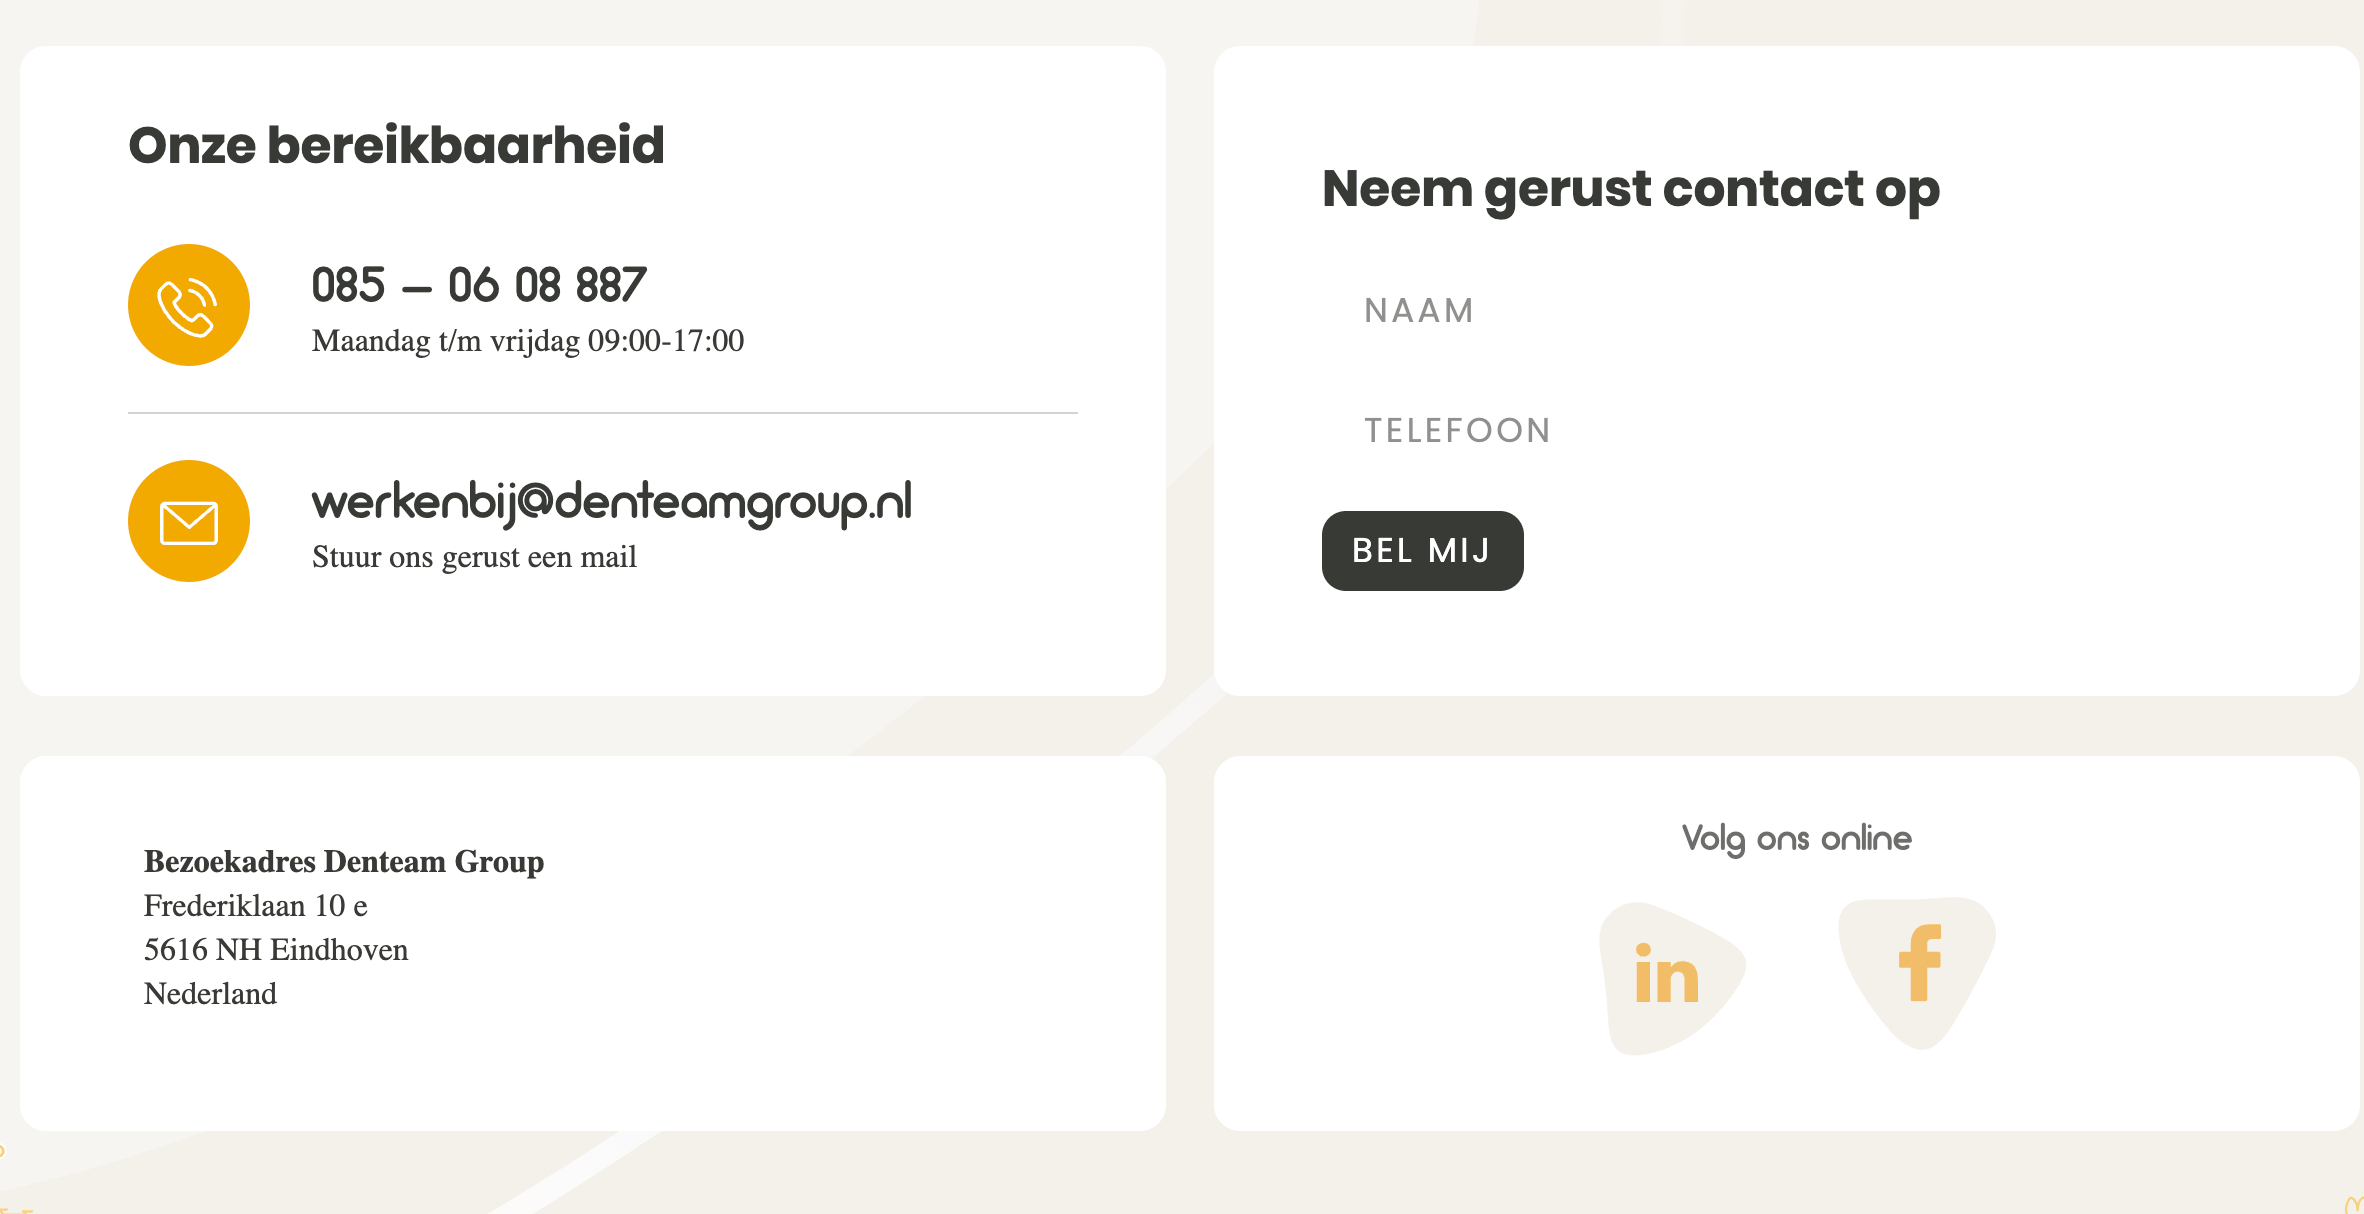 Onze bereikbaarheid
085 – 06 08 887
Maandag t/m vrijdag 09:00-17:00
werkenbij@denteamgroup.nl
Stuur ons gerust een mail
Neem gerust contact op
NAAM
TELEFOON
BEL MIJ
Bezoekadres Denteam Group
Frederiklaan 10 e
5616 NH Eindhoven
Nederland
Volg ons online
in
f